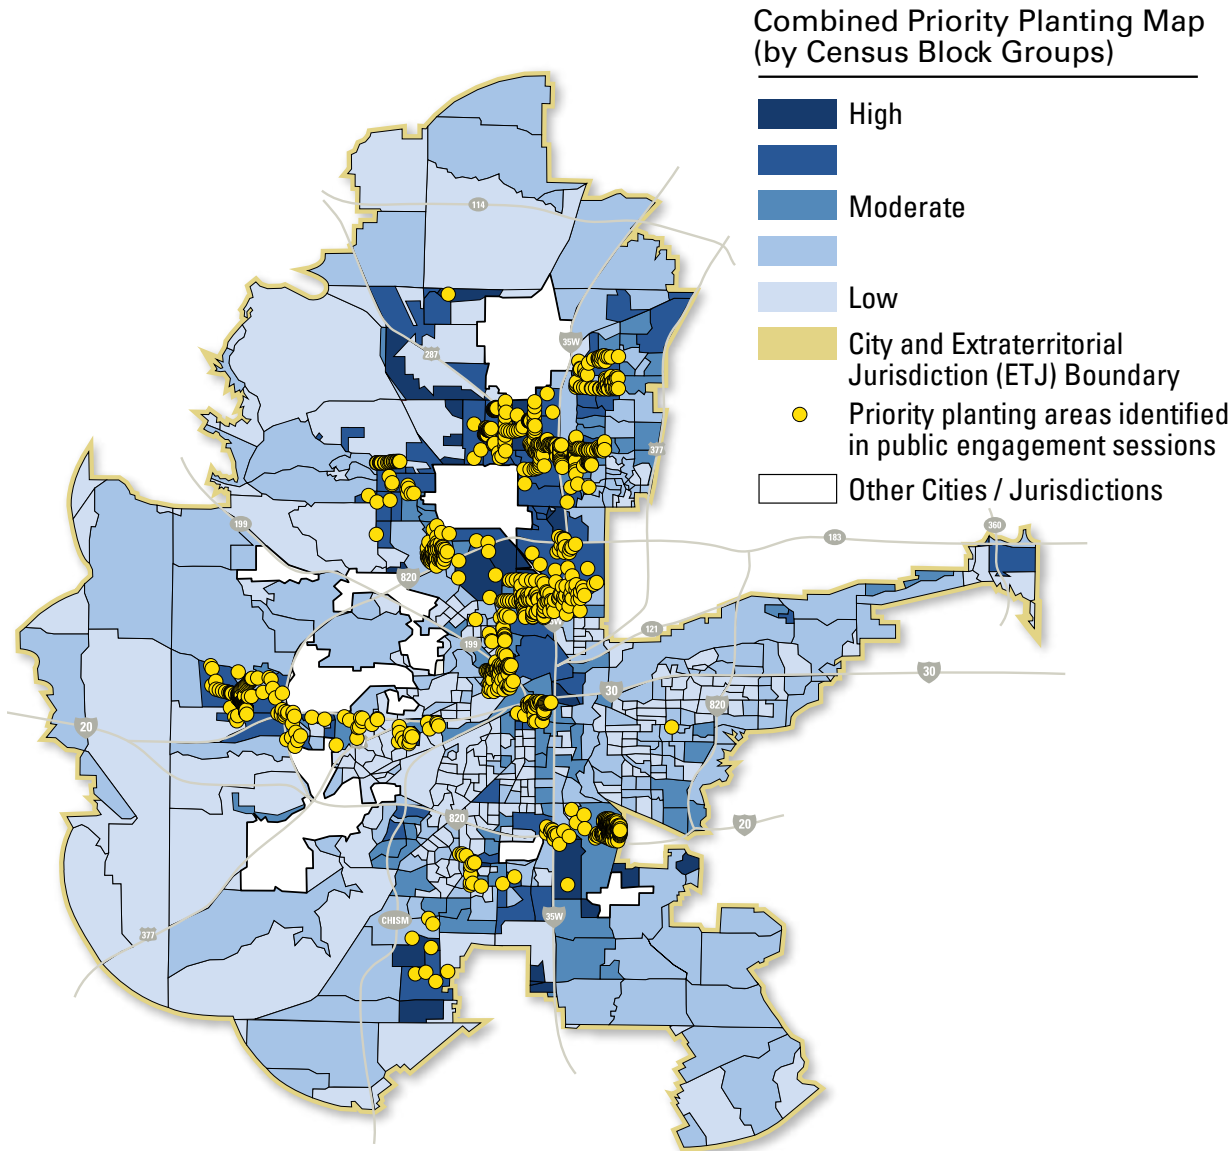 Combined Priority Planting Map
(by Census Block Groups)
High
Moderate
Low
City and Extraterritorial
Jurisdiction (ETJ) Boundary
Priority planting areas identified
in public engagement sessions
Other Cities / Jurisdictions
114
287
35W
377
199
820
183
360
121
199
30
30
820
20
820
20
35W
CHISM
377